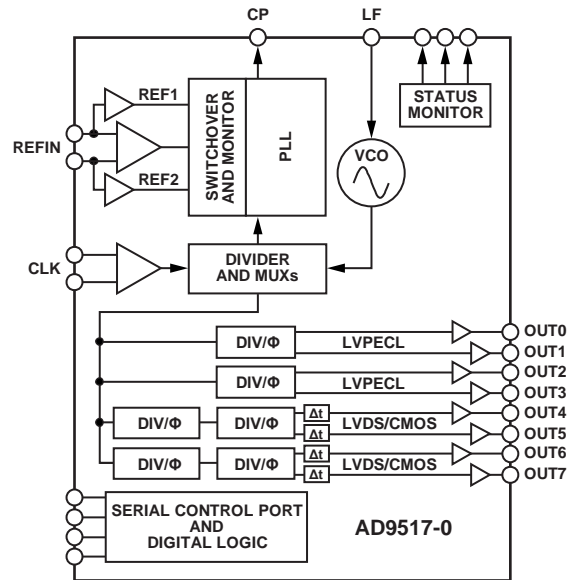 CP
LF
REF1
REFIN
REF2
SWITCHOVER
AND MONITOR
PLL
VCO
STATUS
MONITOR
CLK
DIVIDER
AND MUXs
DIV/Φ
LVPECL
OUT0
OUT1
DIV/Φ
LVPECL
OUT2
OUT3
DIV/Φ
DIV/Φ
Δt
Δt
LVDS/CMOS
OUT4
OUT5
DIV/Φ
DIV/Φ
Δt
Δt
LVDS/CMOS
OUT6
OUT7
SERIAL CONTROL PORT
AND
DIGITAL LOGIC
AD9517-0